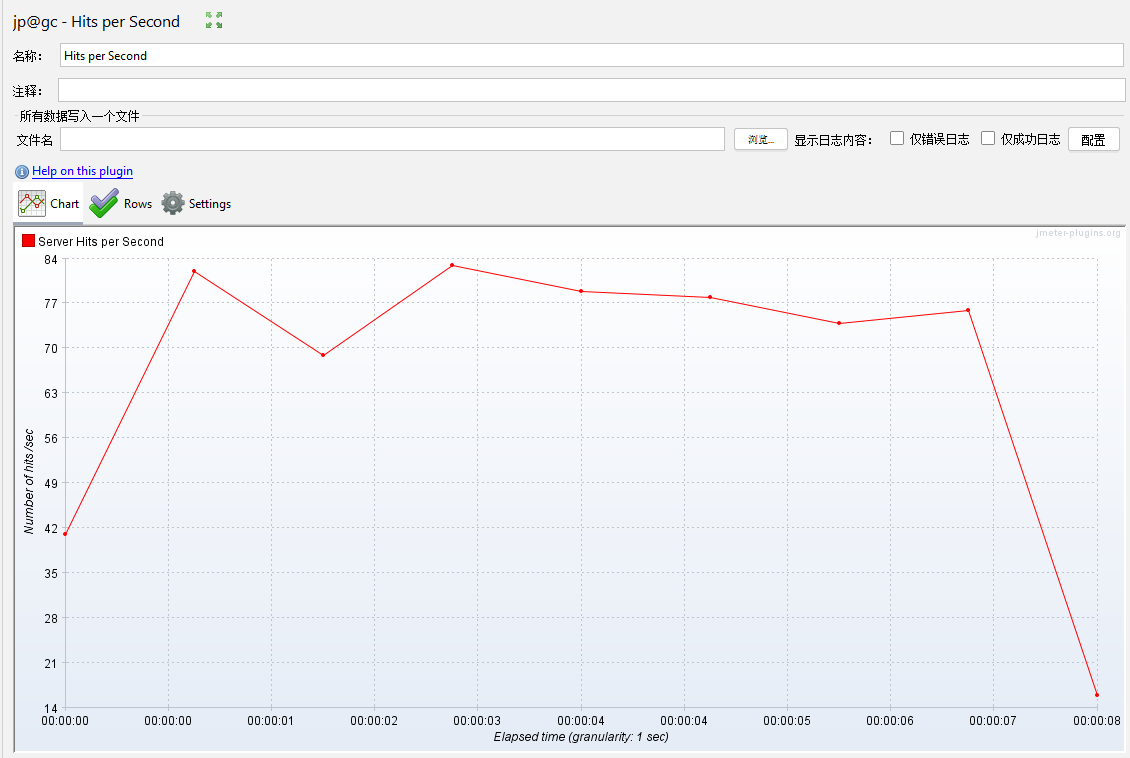 jp@gc - Hits per Second
名称： Hits per Second
注释：
所有数据写入一个文件
文件名 浏览... 显示日志内容： 仅错误日志 仅成功日志 配置
Help on this plugin
Chart Rows Settings
jmeter-plugins.org
Server Hits per Second
84
77
70
63
56
49
42
35
28
21
14
Number of hits /sec
00:00:00 00:00:00 00:00:01 00:00:02 00:00:03 00:00:04 00:00:04 00:00:05 00:00:06 00:00:07 00:00:08
Elapsed time (granularity: 1 sec)